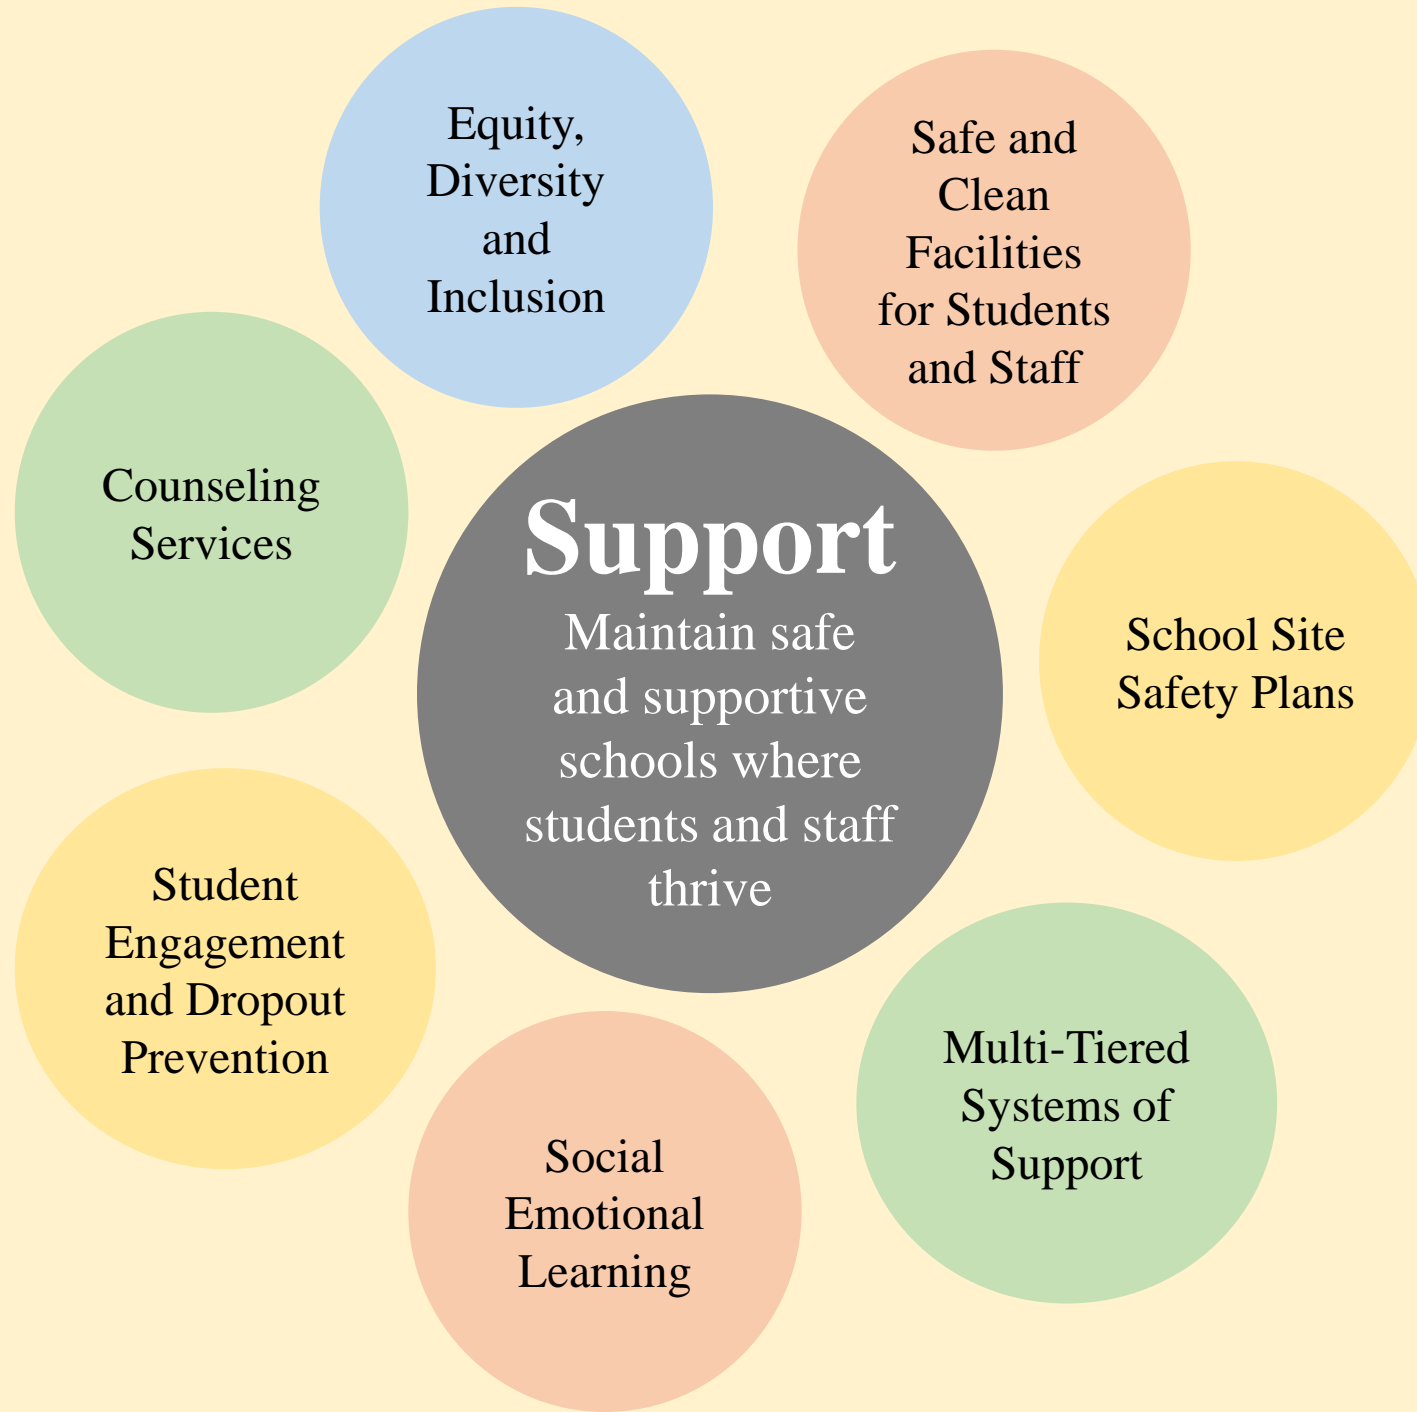 Equity,
Diversity
and
Inclusion
Safe and
Clean
Facilities
for Students
and Staff
Counseling
Services
Support
Maintain safe
and supportive
schools where
students and staff
thrive
School Site
Safety Plans
Student
Engagement
and Dropout
Prevention
Multi-Tiered
Systems of
Support
Social
Emotional
Learning